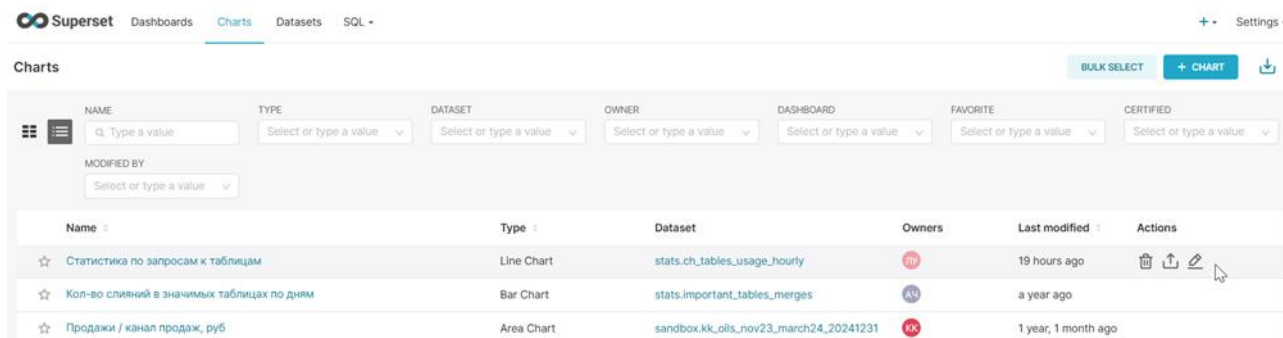 Superset Dashboards Charts Datasets SQL Settings
Charts BULK SELECT + CHART
NAME TYPE DATASET OWNER DASHBOARD FAVORITE CERTIFIED
Type a value Select or type a value Select or type a value Select or type a value Select or type a value Select or type a value Select or type a value
MODIFIED BY
Select or type a value
Name Type Dataset Owners Last modified Actions
Статистика по запросам к таблицам Line Chart stats.ch_tables_usage_hourly ПУ 19 hours ago
Кол-во слияний в значимых таблицах по дням Bar Chart stats.important_tables_merges АЧ a year ago
Продажи / канал продаж, руб Area Chart sandbox.kk_oils_nov23_march24_20241231 КК 1 year, 1 month ago